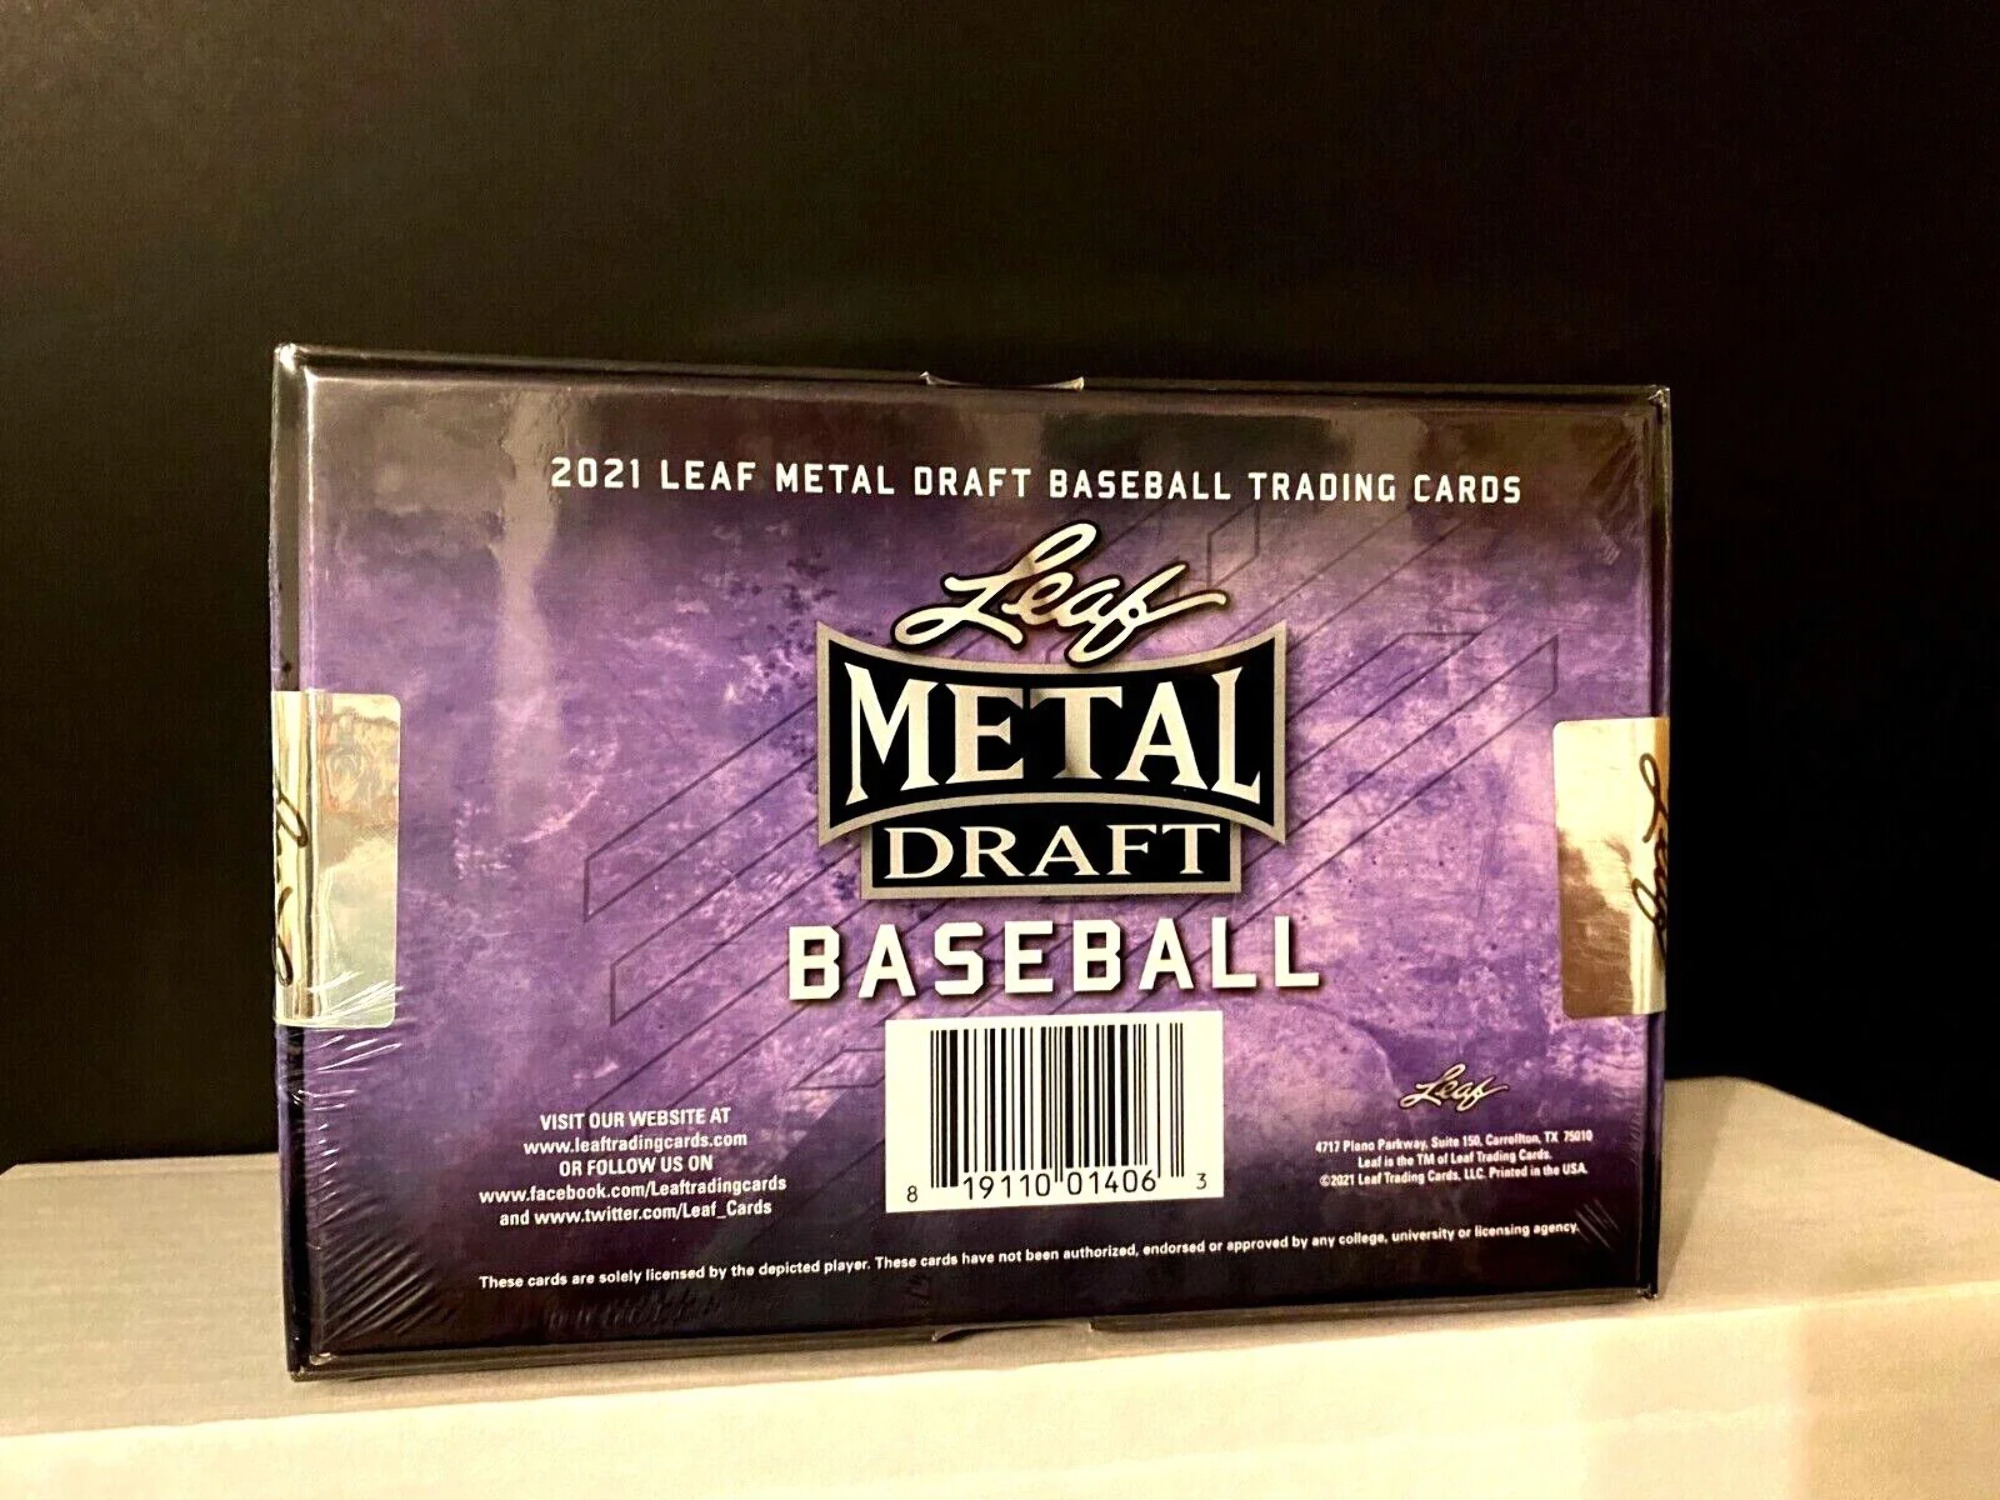 2021 LEAF METAL DRAFT BASEBALL TRADING CARDS
Leaf
METAL
DRAFT
BASEBALL
VISIT OUR WEBSITE AT
www.leaftradingcards.com
OR FOLLOW US ON
www.facebook.com/Leaftradingcards
and www.twitter.com/Leaf_Cards
8 19110 01406 3
Leaf
4717 Plano Parkway, Suite 150, Carrollton, TX 75010
Leaf is the TM of Leaf Trading Cards.
©2021 Leaf Trading Cards, LLC. Printed in the USA.
These cards are solely licensed by the depicted player. These cards have not been authorized, endorsed or approved by any college, university or licensing agency.
Leaf
Leaf